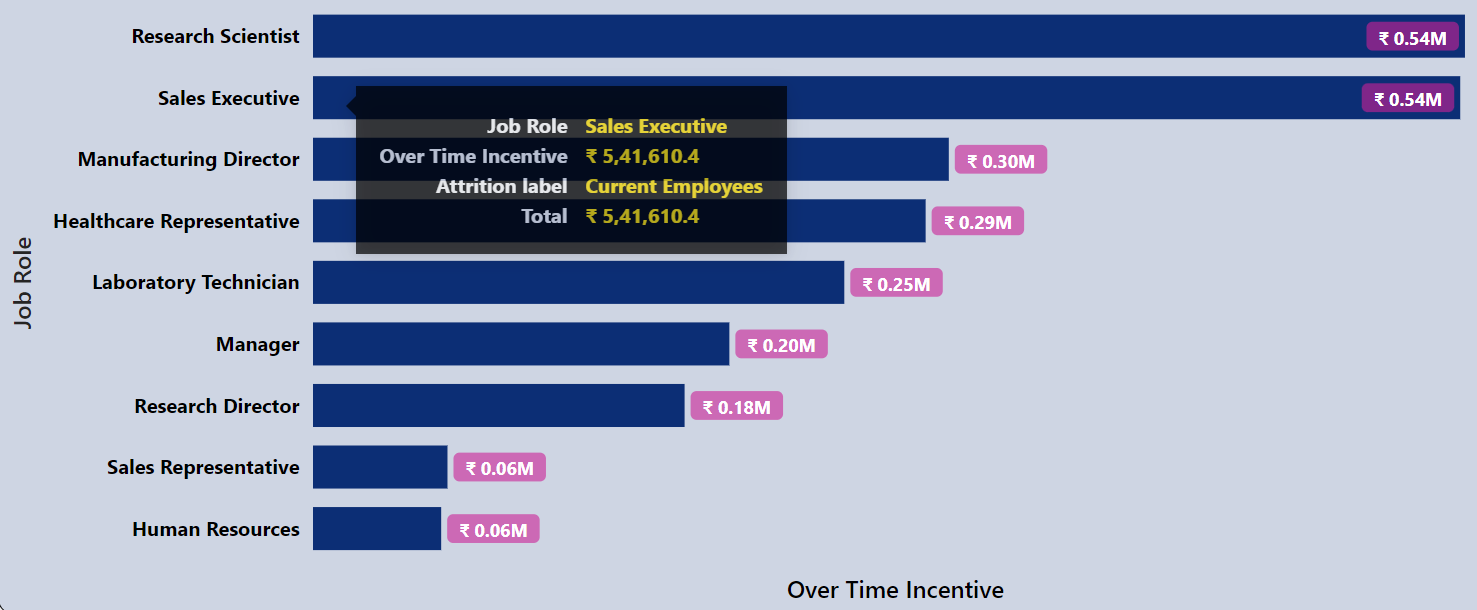 Research Scientist ₹ 0.54M
Sales Executive ₹ 0.54M
Job Role Sales Executive
Over Time Incentive ₹ 5,41,610.4
Attrition label Current Employees
Total ₹ 5,41,610.4
Manufacturing Director ₹ 0.30M
Healthcare Representative ₹ 0.29M
Laboratory Technician ₹ 0.25M
Manager ₹ 0.20M
Research Director ₹ 0.18M
Sales Representative ₹ 0.06M
Human Resources ₹ 0.06M
Job Role
Over Time Incentive